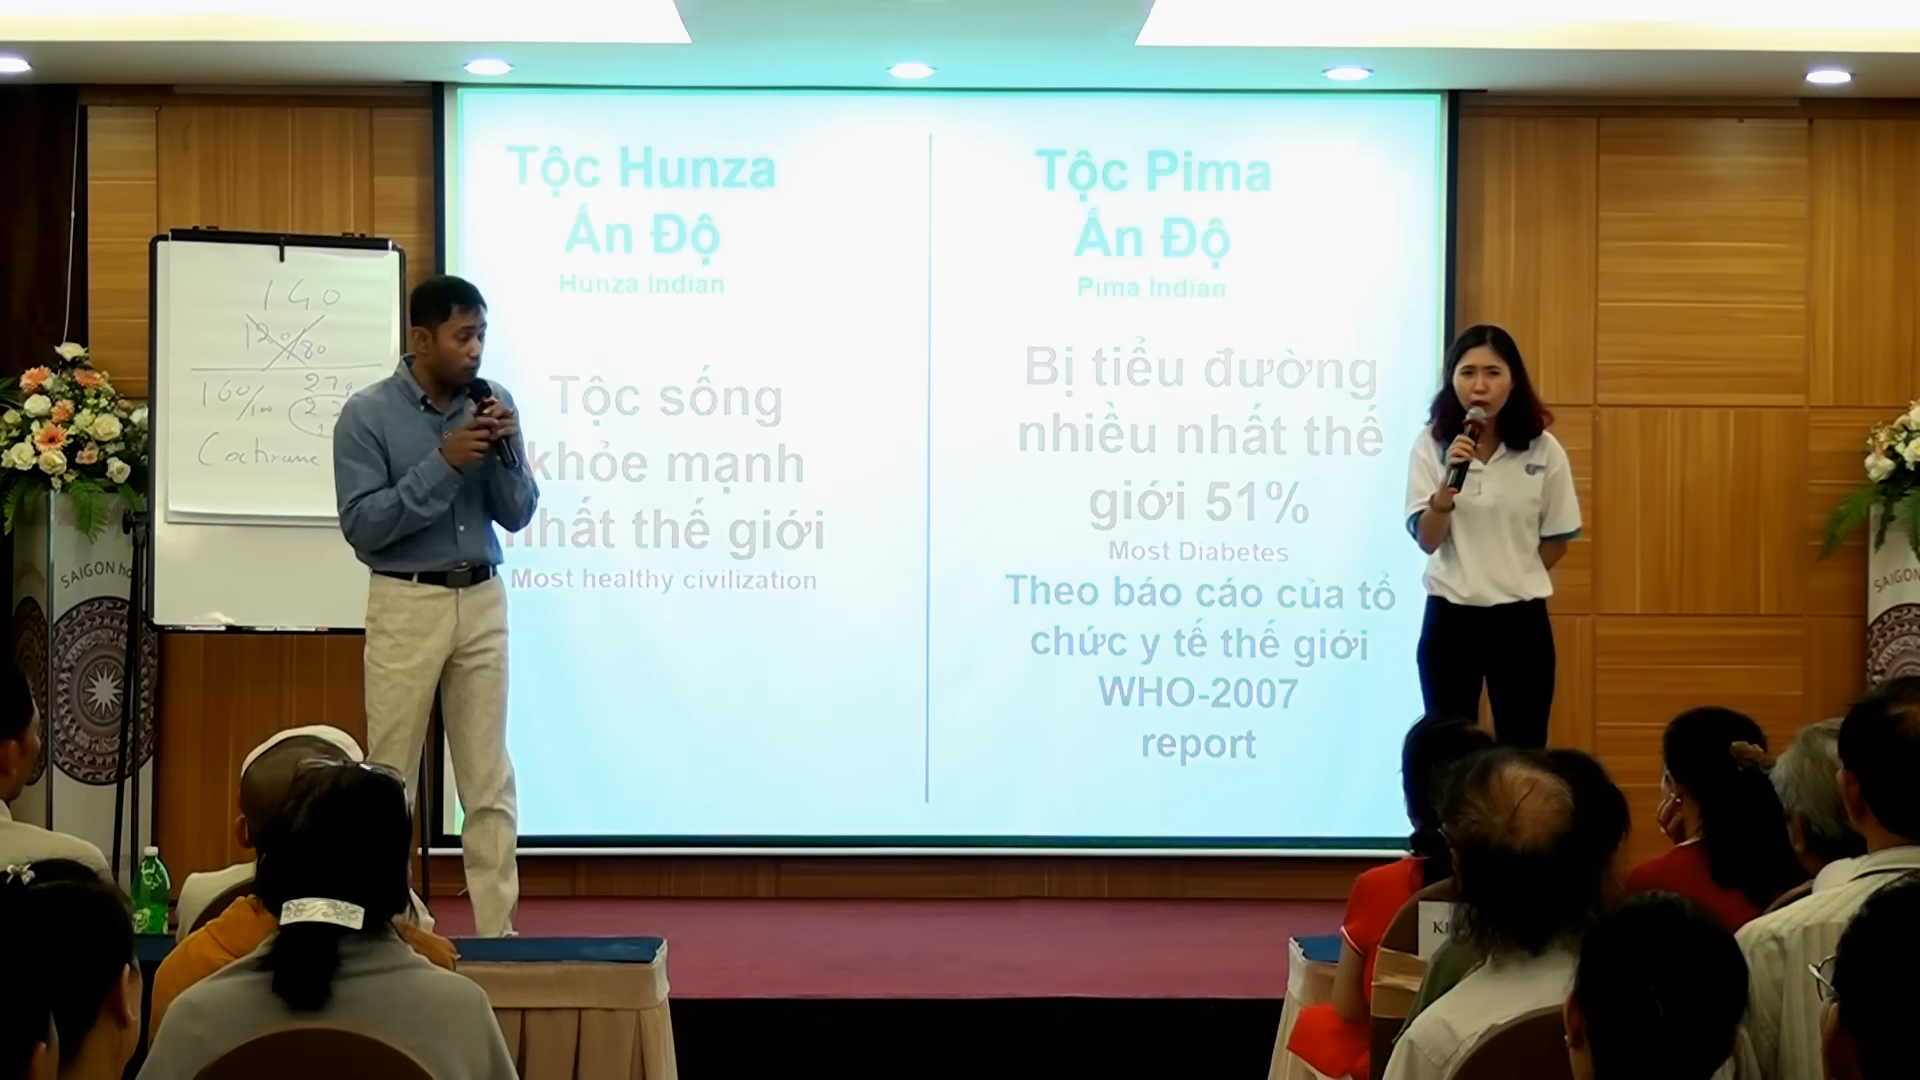 Tộc Hunza
Ấn Độ
Hunza Indian
Tộc sống
khỏe mạnh
nhất thế giới
Most healthy civilization
Tộc Pima
Ấn Độ
Pima Indian
Bị tiểu đường
nhiều nhất thế
giới 51%
Most Diabetes
Theo báo cáo của tổ
chức y tế thế giới
WHO-2007
report
140
120/80
160/100
27g
Cochrane
SAIGON
SAIGON